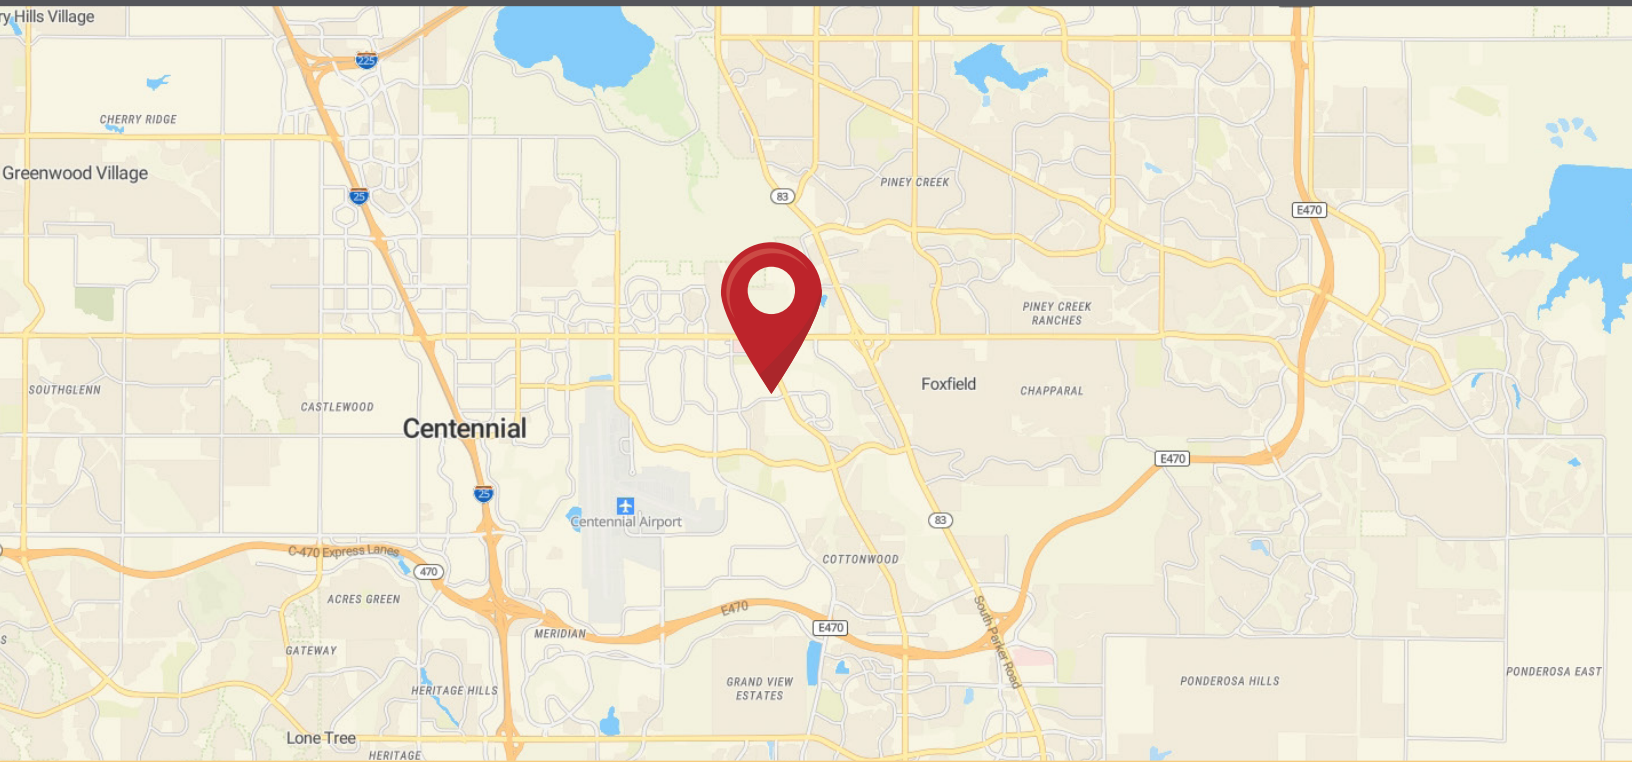 ry Hills Village
225
CHERRY RIDGE
Greenwood Village
25
83
PINEY CREEK
E470
PINEY CREEK
RANCHES
SOUTHGLENN
CASTLEWOOD
Centennial
Foxfield
CHAPPARAL
E470
25
Centennial Airport
83
C-470 Express Lanes
470
COTTONWOOD
ACRES GREEN
E470
E470
MERIDIAN
South Parker Road
S
GATEWAY
HERITAGE HILLS
GRAND VIEW
ESTATES
PONDEROSA HILLS
PONDEROSA EAST
Lone Tree
HERITAGE